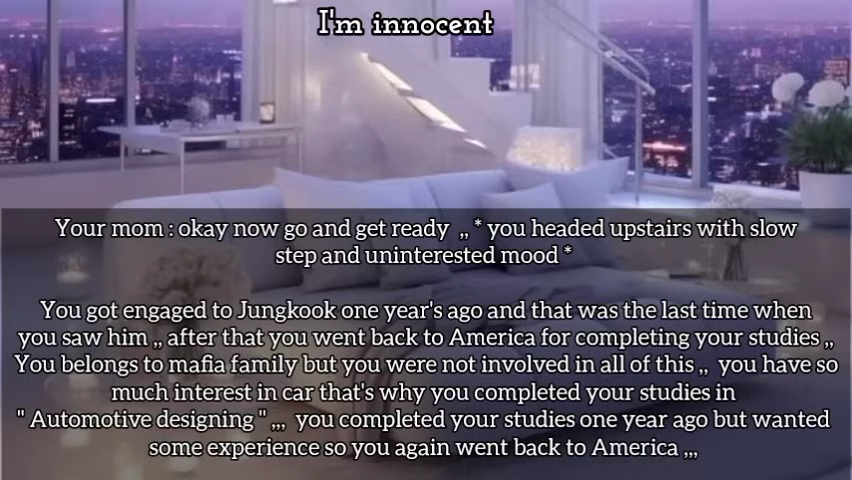 I'm innocent
Your mom : okay now go and get ready ,, * you headed upstairs with slow
step and uninterested mood *
You got engaged to Jungkook one year's ago and that was the last time when
you saw him ,, after that you went back to America for completing your studies ,,
You belongs to mafia family but you were not involved in all of this ,, you have so
much interest in car that's why you completed your studies in
" Automotive designing " ,,, you completed your studies one year ago but wanted
some experience so you again went back to America ,,,